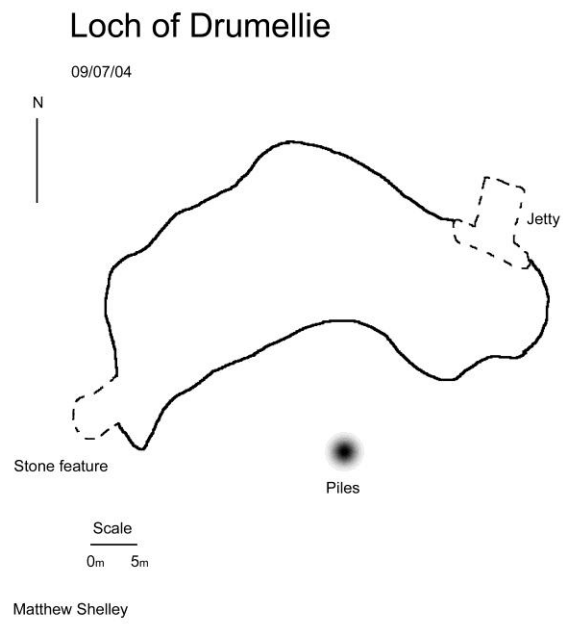 Loch of Drumellie
09/07/04
N
Jetty
Stone feature
Piles
Scale
0m 5m
Matthew Shelley